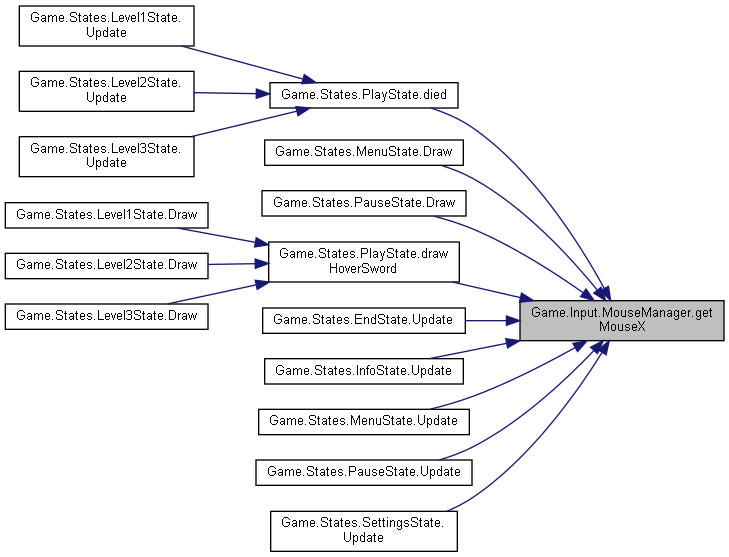 Game.States.Level1State.
Update
Game.States.Level2State.
Update
Game.States.PlayState.died
Game.States.Level3State.
Update
Game.States.MenuState.Draw
Game.States.PauseState.Draw
Game.States.Level1State.Draw
Game.States.PlayState.draw
HoverSword
Game.States.Level2State.Draw
Game.States.Level3State.Draw
Game.States.EndState.Update
Game.Input.MouseManager.get
MouseX
Game.States.InfoState.Update
Game.States.MenuState.Update
Game.States.PauseState.Update
Game.States.SettingsState.
Update